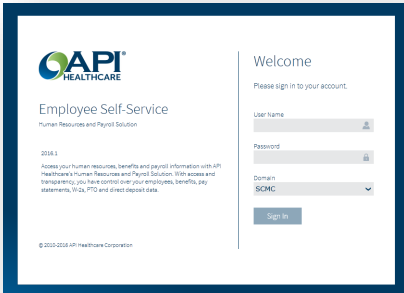 API®
HEALTHCARE
Employee Self-Service
Human Resources and Payroll Solution
2016.1
Access your human resources, benefits and payroll information with API
Healthcare's Human Resources and Payroll Solution. With access and
transparency, you have control over your employees, benefits, pay
statements, W-2s, PTO and direct deposit data.
© 2010-2016 API Healthcare Corporation
Welcome
Please sign in to your account.
User Name
Password
Domain
SCMC
Sign In